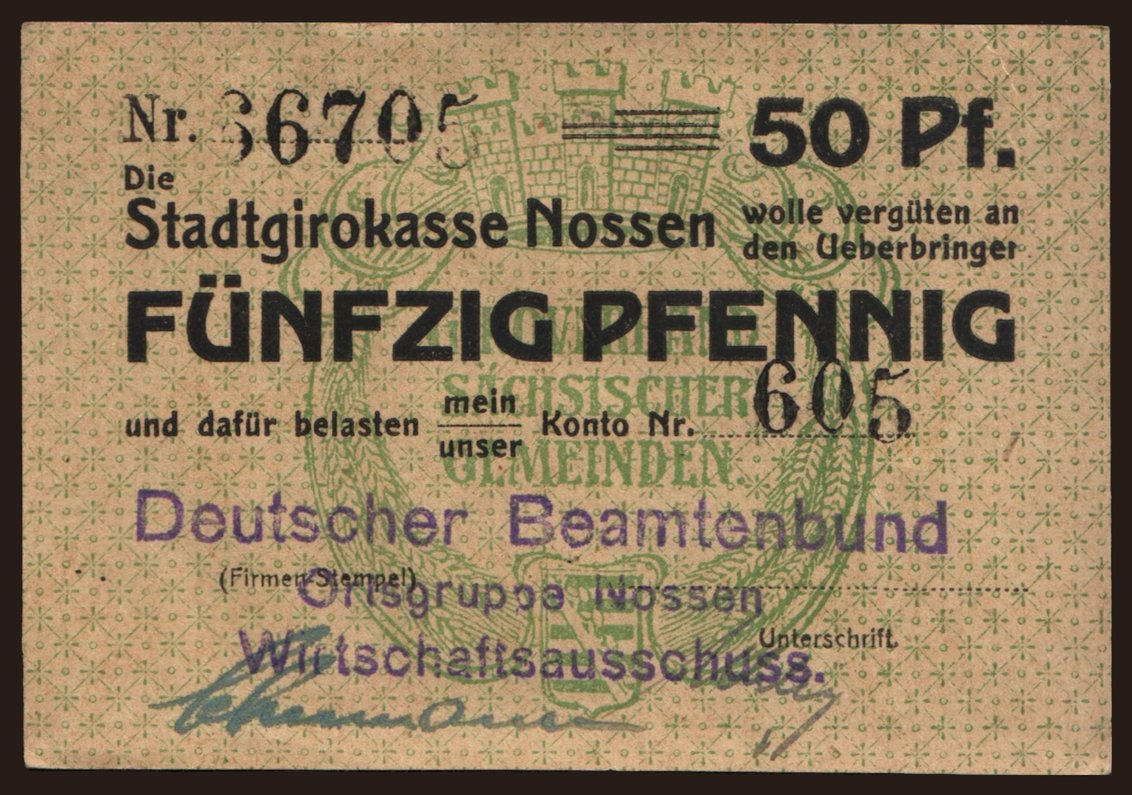 Nr. 66705 50 Pf.
Die
Stadtgirokasse Nossen wolle vergüten an
den Ueberbringer
FÜNFZIG PFENNIG
und dafür belasten mein
unser Konto Nr. 605
SÄCHSISCHER
GEMEINDEN.
Deutscher Beamtenbund
(Firmen-Stempel)
Ortsgruppe Nossen
Unterschrift.
Wirtschaftsausschuss.